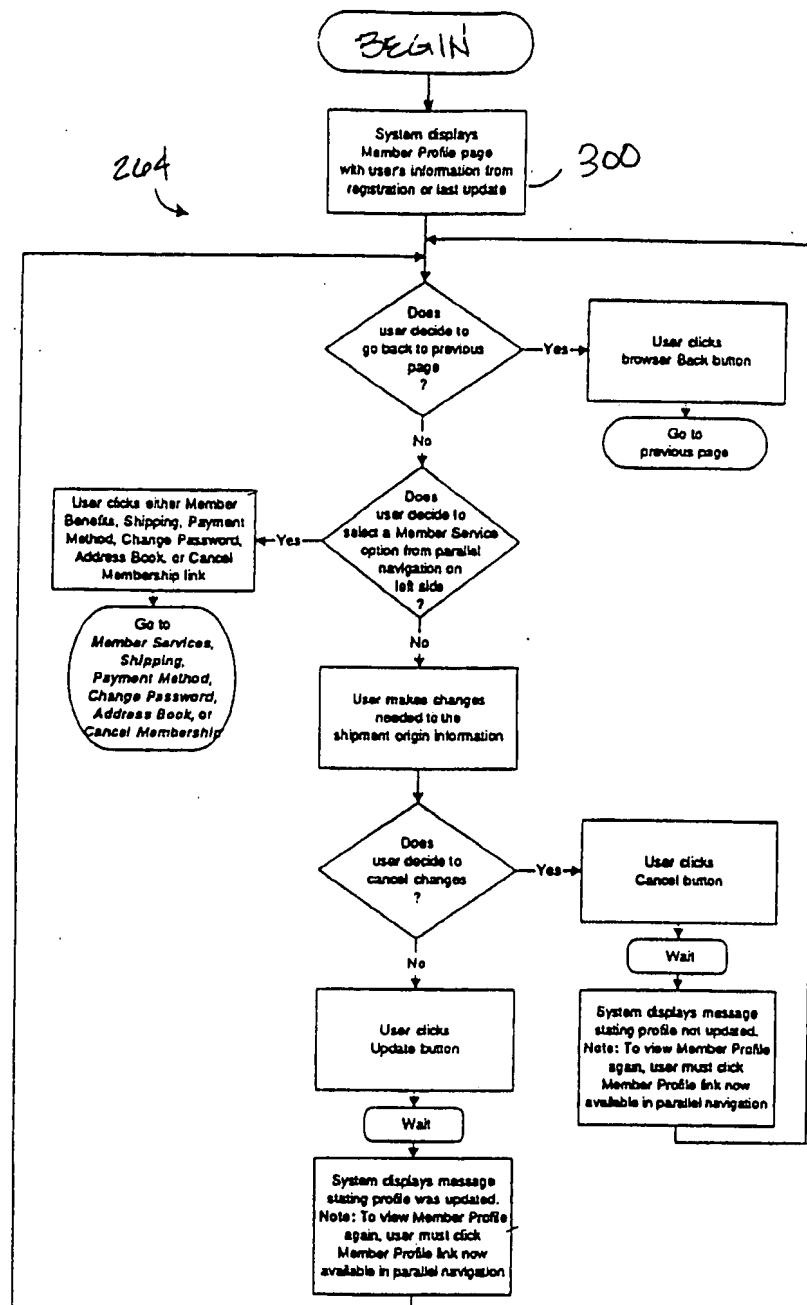 BEGIN
System displays
Member Profile page
with user's information from
registration or last update
300
264
Does
user decide to
go back to previous
page
?
Yes
User clicks
browser Back button
Go to
previous page
No
Does
user decide to
select a Member Service
option from parallel
navigation on
left side
?
Yes
User clicks either Member
Benefits, Shipping, Payment
Method, Change Password,
Address Book, or Cancel
Membership link
Go to
Member Services,
Shipping,
Payment Method,
Change Password,
Address Book, or
Cancel Membership
No
User makes changes
needed to the
shipment origin information
Does
user decide to
cancel changes
?
Yes
User clicks
Cancel button
Wait
System displays message
stating profile not updated.
Note: To view Member Profile
again, user must click
Member Profile link now
available in parallel navigation
No
User clicks
Update button
Wait
System displays message
stating profile was updated.
Note: To view Member Profile
again, user must click
Member Profile link now
available in parallel navigation